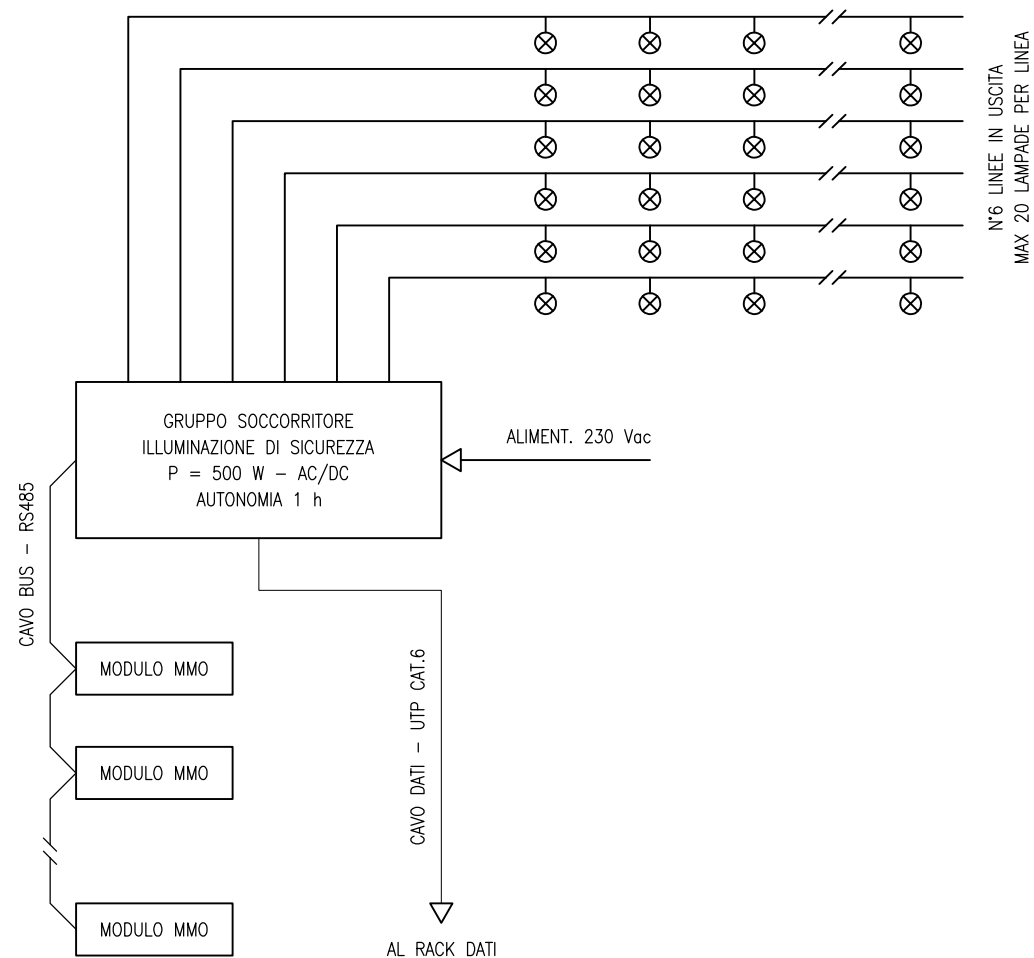 N°6 LINEE IN USCITA
MAX 20 LAMPADE PER LINEA
GRUPPO SOCCORRITORE
ILLUMINAZIONE DI SICUREZZA
P = 500 W - AC/DC
AUTONOMIA 1 h
ALIMENT. 230 Vac
CAVO BUS - RS485
MODULO MMO
MODULO MMO
MODULO MMO
CAVO DATI - UTP CAT.6
AL RACK DATI